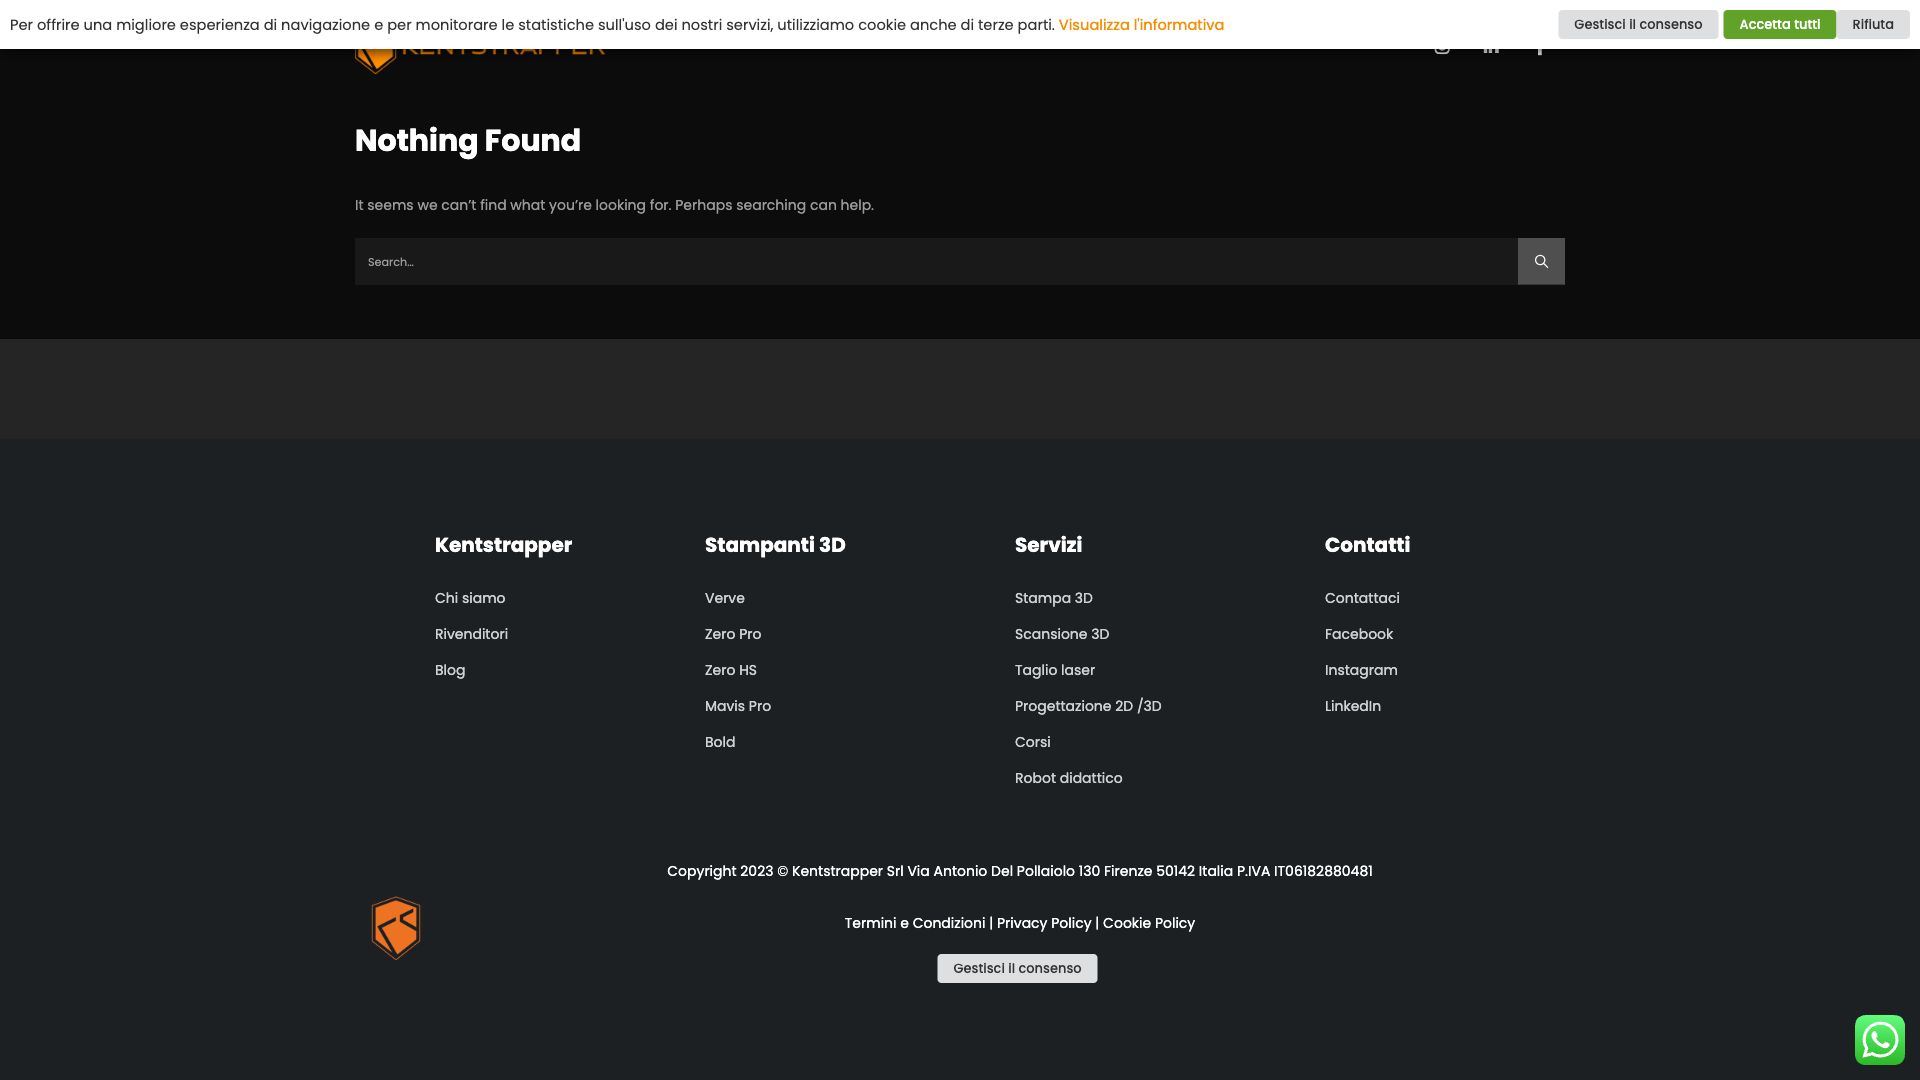 Per offrire una migliore esperienza di navigazione e per monitorare le statistiche sull'uso dei nostri servizi, utilizziamo cookie anche di terze parti. Visualizza l'informativa
Gestisci il consenso
Accetta tutti
Rifiuta
KENTSTRAPPER
Nothing Found
It seems we can’t find what you’re looking for. Perhaps searching can help.
Search…
Kentstrapper
Chi siamo
Rivenditori
Blog
Stampanti 3D
Verve
Zero Pro
Zero HS
Mavis Pro
Bold
Servizi
Stampa 3D
Scansione 3D
Taglio laser
Progettazione 2D /3D
Corsi
Robot didattico
Contatti
Contattaci
Facebook
Instagram
LinkedIn
Copyright 2023 © Kentstrapper Srl Via Antonio Del Pollaiolo 130 Firenze 50142 Italia P.IVA IT06182880481
Termini e Condizioni | Privacy Policy | Cookie Policy
Gestisci il consenso